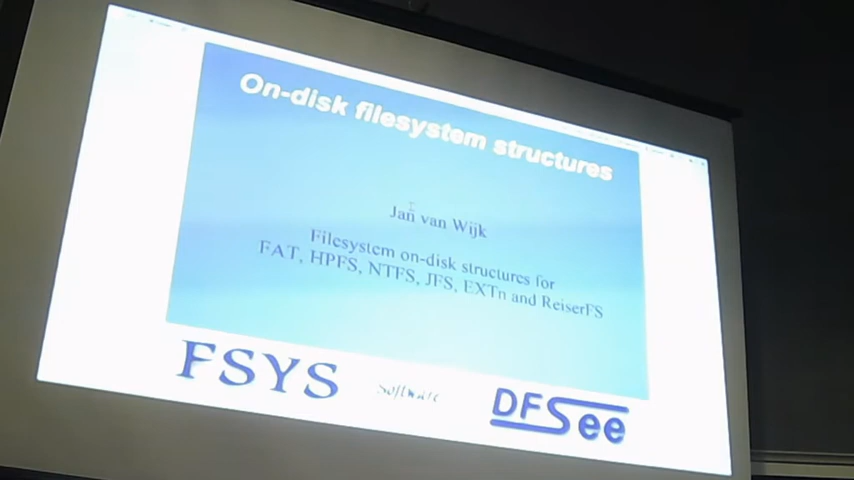 On-disk filesystem structures
Jan van Wijk
Filesystem on-disk structures for
FAT, HPFS, NTFS, JFS, EXTn and ReiserFS
FSYS Software DFSee